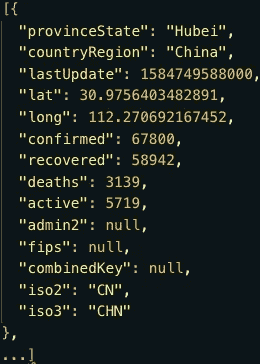 [{
"provinceState": "Hubei",
"countryRegion": "China",
"lastUpdate": 1584749588000,
"lat": 30.9756403482891,
"long": 112.270692167452,
"confirmed": 67800,
"recovered": 58942,
"deaths": 3139,
"active": 5719,
"admin2": null,
"fips": null,
"combinedKey": null,
"iso2": "CN",
"iso3": "CHN"
},
...]